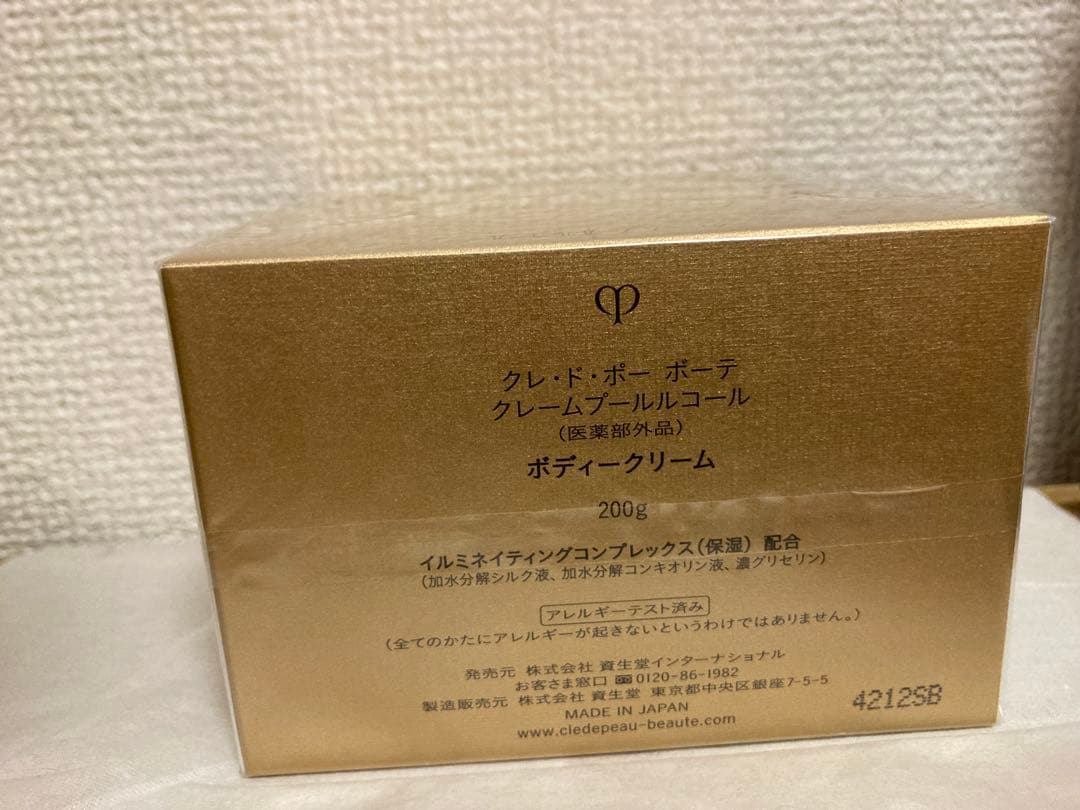 クレ・ド・ポー ボーテ
クレームプールルコール
(医薬部外品)
ボディークリーム
200g
イルミネイティングコンプレックス(保湿) 配合
(加水分解シルク液、加水分解コンキオリン液、濃グリセリン)
アレルギーテスト済み
(全てのかたにアレルギーが起きないというわけではありません。)
発売元 株式会社 資生堂インターナショナル
お客さま窓口 0120-86-1982
製造販売元 株式会社 資生堂 東京都中央区銀座7-5-5
MADE IN JAPAN
www.cledepeau-beaute.com
4212SB